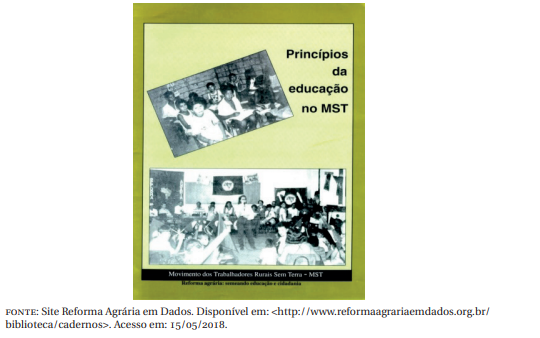 Princípios
da
educação
no MST
Movimento dos Trabalhadores Rurais Sem Terra - MST
Reforma agrária: semeando educação e cidadania
FONTE: Site Reforma Agrária em Dados. Disponível em: <http://www.reformaagrariaemdados.org.br/
biblioteca/cadernos>. Acesso em: 15/05/2018.